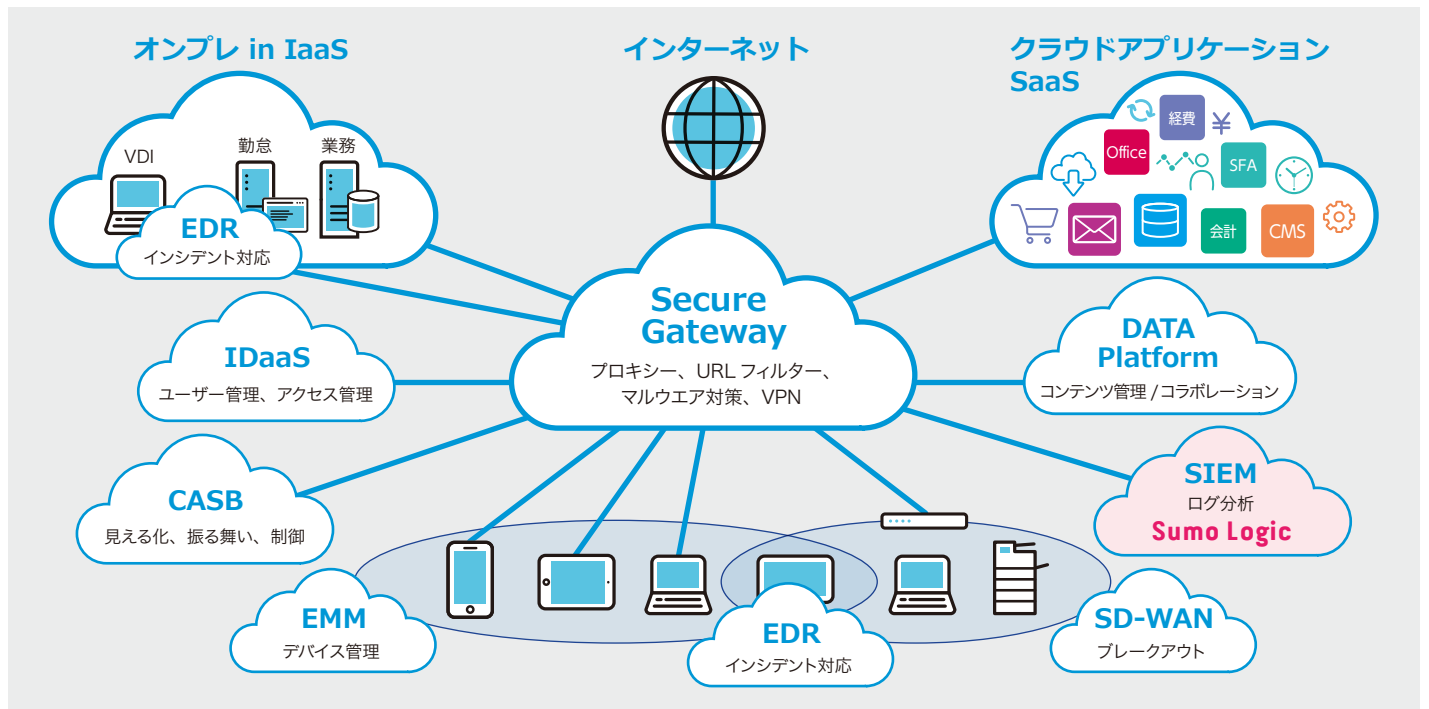 オンプレ in IaaS
インターネット
クラウドアプリケーション
SaaS
VDI
勤怠
業務
EDR
インシデント対応
経費
¥
Office
SFA
会計
CMS
Secure
Gateway
プロキシー、URL フィルター、
マルウエア対策、VPN
IDaaS
ユーザー管理、アクセス管理
DATA
Platform
コンテンツ管理 / コラボレーション
CASB
見える化、振る舞い、制御
SIEM
ログ分析
Sumo Logic
EMM
デバイス管理
EDR
インシデント対応
SD-WAN
ブレークアウト